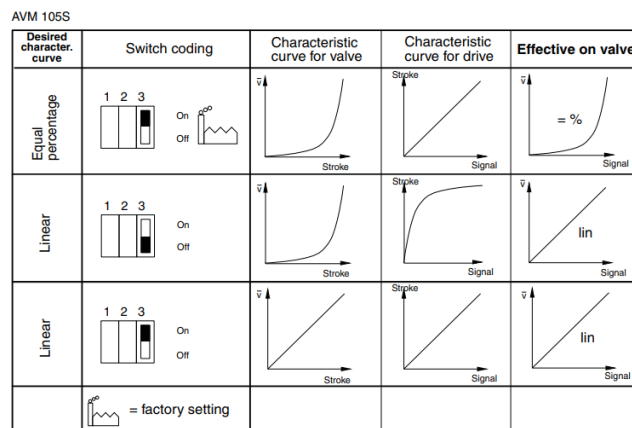 AVM 105S
Desired
character.
curve
Switch coding
Characteristic
curve for valve
Characteristic
curve for drive
Effective on valve
Equal
percentage
1 2 3
On
Off
v̄
Stroke
Stroke
Signal
v̄
= %
Signal
Linear
1 2 3
On
Off
v̄
Stroke
Stroke
Signal
v̄
lin
Signal
Linear
1 2 3
On
Off
v̄
Stroke
Stroke
Signal
v̄
lin
Signal
= factory setting